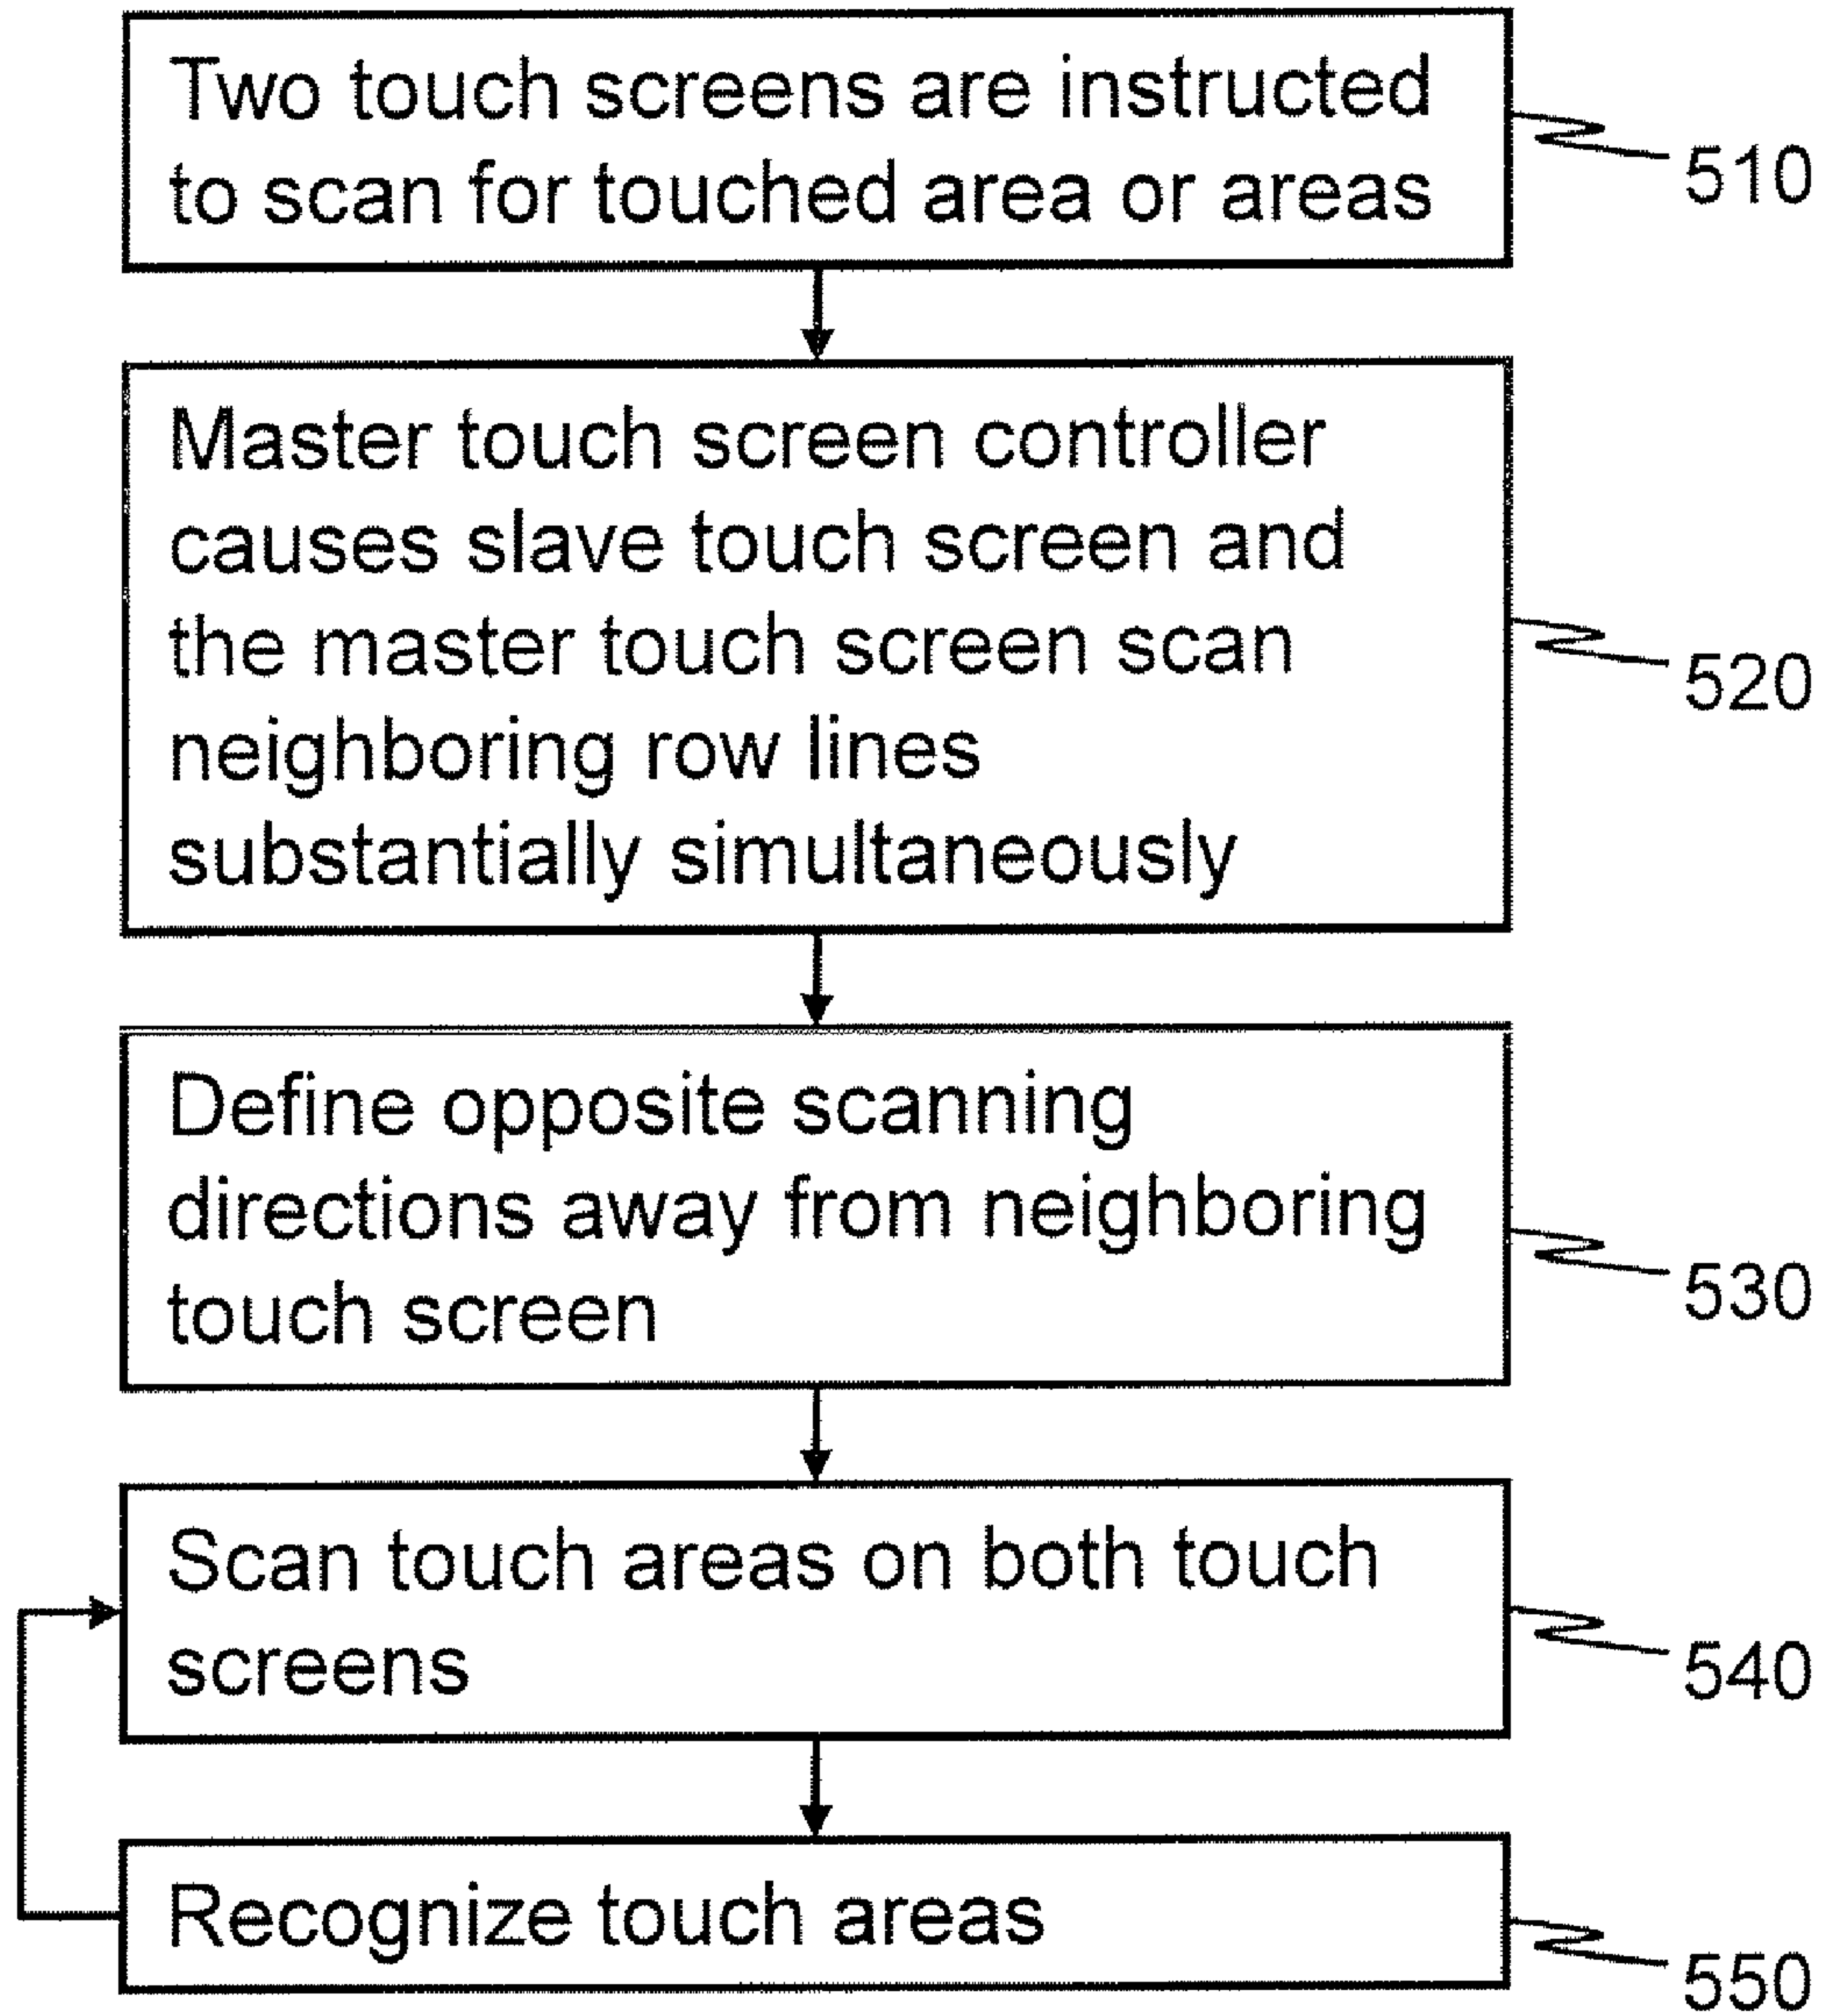 Two touch screens are instructed
to scan for touched area or areas
510
Master touch screen controller
causes slave touch screen and
the master touch screen scan
neighboring row lines
substantially simultaneously
520
Define opposite scanning
directions away from neighboring
touch screen
530
Scan touch areas on both touch
screens
540
Recognize touch areas
550